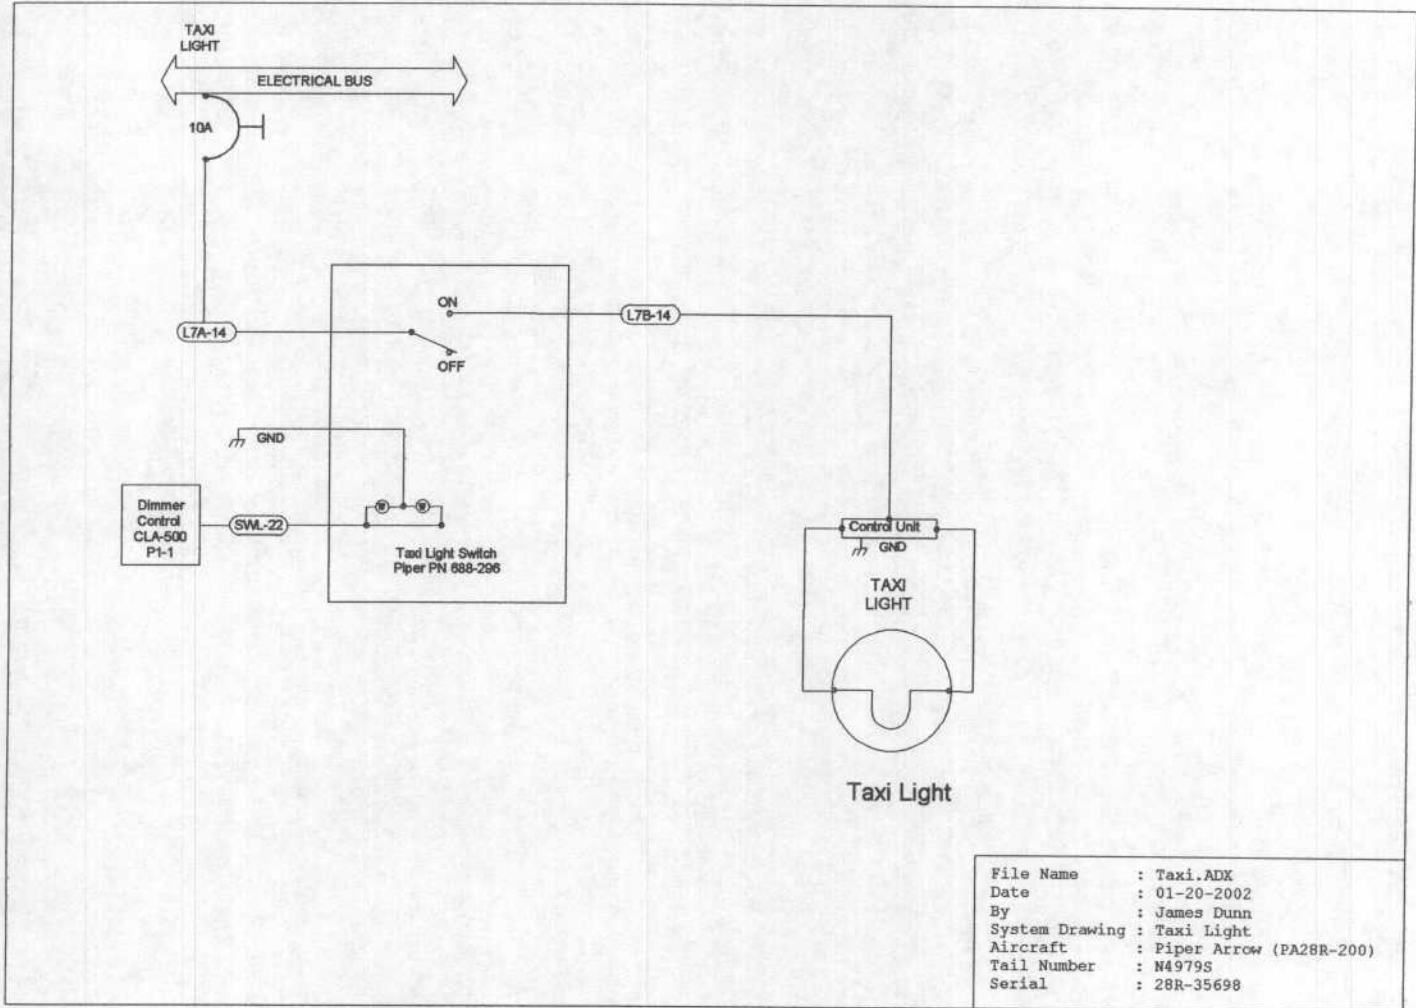 TAXI
LIGHT
ELECTRICAL BUS
10A
ON
L7B-14
L7A-14
OFF
GND
Dimmer
Control
CLA-500
P1-1
SWL-22
Taxi Light Switch
Piper PN 688-296
Control Unit
GND
TAXI
LIGHT
Taxi Light
File Name : Taxi.ADX
Date : 01-20-2002
By : James Dunn
System Drawing : Taxi Light
Aircraft : Piper Arrow (PA28R-200)
Tail Number : N4979S
Serial : 28R-35698